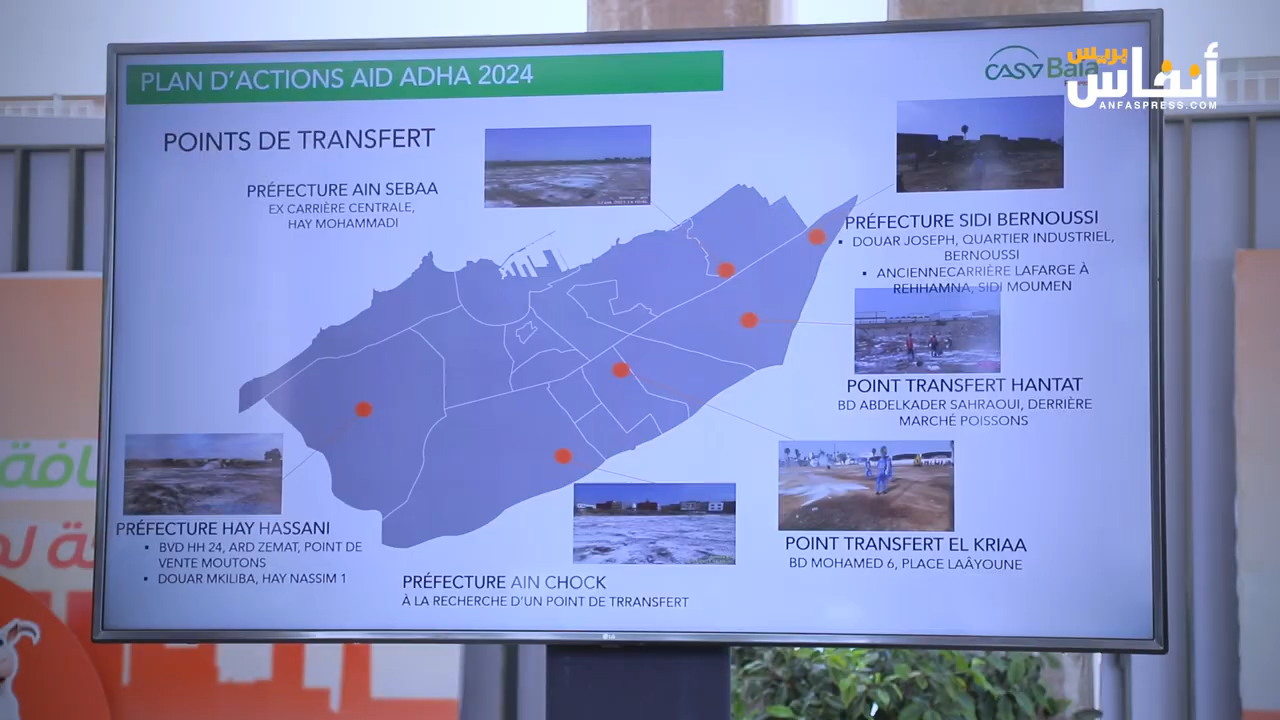 PLAN D'ACTIONS AID ADHA 2024
CASA Baia
بريس
أنفاس
ANFASPRESS.COM
POINTS DE TRANSFERT
PRÉFECTURE AIN SEBAA
EX CARRIÈRE CENTRALE,
HAY MOHAMMADI
PRÉFECTURE SIDI BERNOUSSI
▪ DOUAR JOSEPH, QUARTIER INDUSTRIEL,
BERNOUSSI
▪ ANCIENNECARRIÈRE LAFARGE À
REHHAMNA, SIDI MOUMEN
POINT TRANSFERT HANTAT
BD ABDELKADER SAHRAOUI, DERRIÈRE
MARCHÉ POISSONS
POINT TRANSFERT EL KRIAA
BD MOHAMED 6, PLACE LAÂYOUNE
PRÉFECTURE HAY HASSANI
▪ BVD HH 24, ARD ZEMAT, POINT DE
VENTE MOUTONS
▪ DOUAR MKILIBA, HAY NASSIM 1
PRÉFECTURE AIN CHOCK
À LA RECHERCHE D'UN POINT DE TRRANSFERT
LG